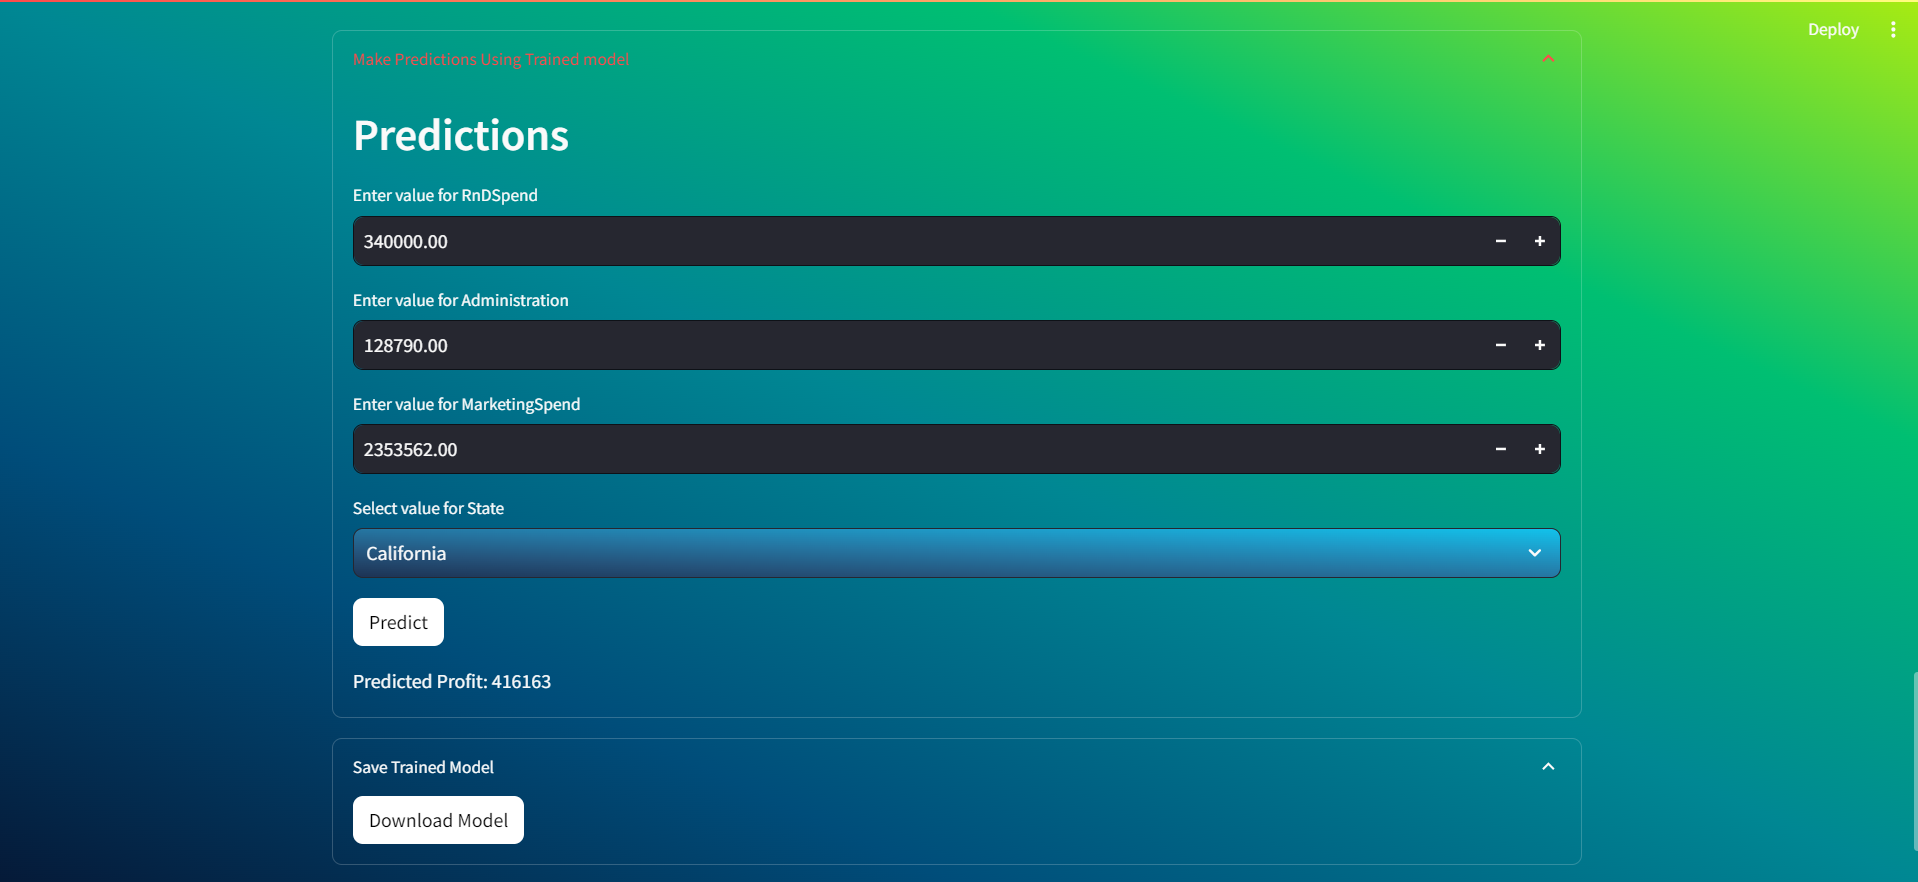 Deploy
Make Predictions Using Trained model
Predictions
Enter value for RnDSpend
340000.00
Enter value for Administration
128790.00
Enter value for MarketingSpend
2353562.00
Select value for State
California
Predict
Predicted Profit: 416163
Save Trained Model
Download Model